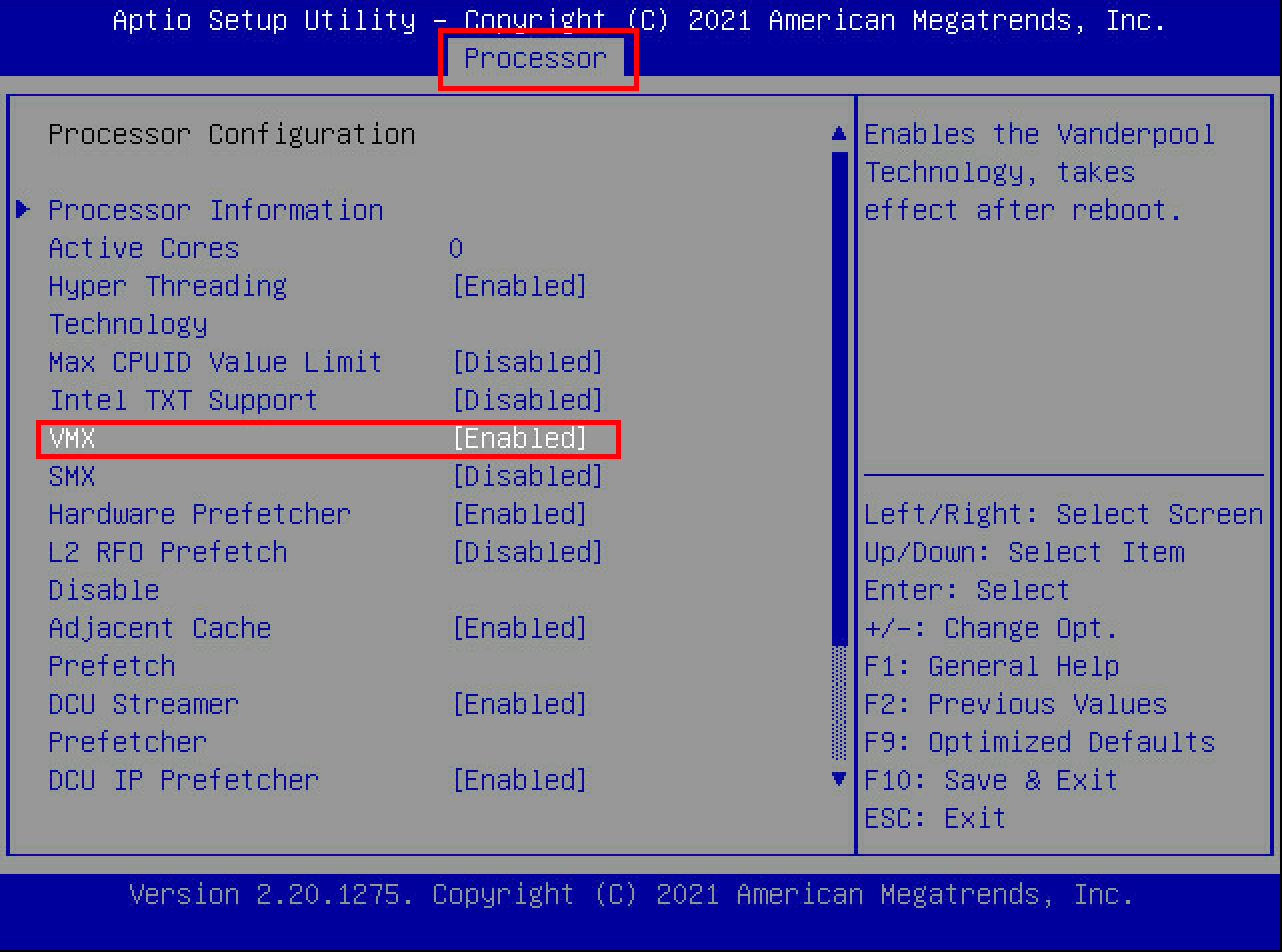 Aptio Setup Utility – Copyright (C) 2021 American Megatrends, Inc.
Processor
Processor Configuration
Processor Information
Active Cores 0
Hyper Threading [Enabled]
Technology
Max CPUID Value Limit [Disabled]
Intel TXT Support [Disabled]
VMX [Enabled]
SMX [Disabled]
Hardware Prefetcher [Enabled]
L2 RFO Prefetch [Disabled]
Disable
Adjacent Cache [Enabled]
Prefetch
DCU Streamer [Enabled]
Prefetcher
DCU IP Prefetcher [Enabled]
Enables the Vanderpool
Technology, takes
effect after reboot.
Left/Right: Select Screen
Up/Down: Select Item
Enter: Select
+/-: Change Opt.
F1: General Help
F2: Previous Values
F9: Optimized Defaults
F10: Save & Exit
ESC: Exit
Version 2.20.1275. Copyright (C) 2021 American Megatrends, Inc.